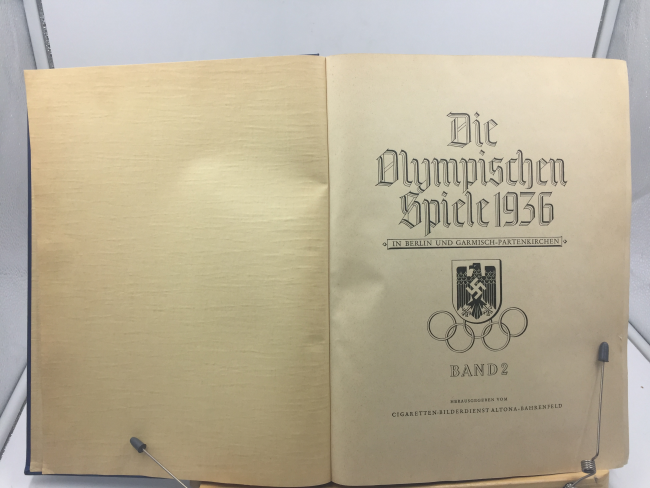 Die
Olympischen
Spiele 1936
IN BERLIN UND GARMISCH-PARTENKIRCHEN
BAND 2
HERAUSGEGEBEN VOM
CIGARETTEN-BILDERDIENST ALTONA-BAHRENFELD